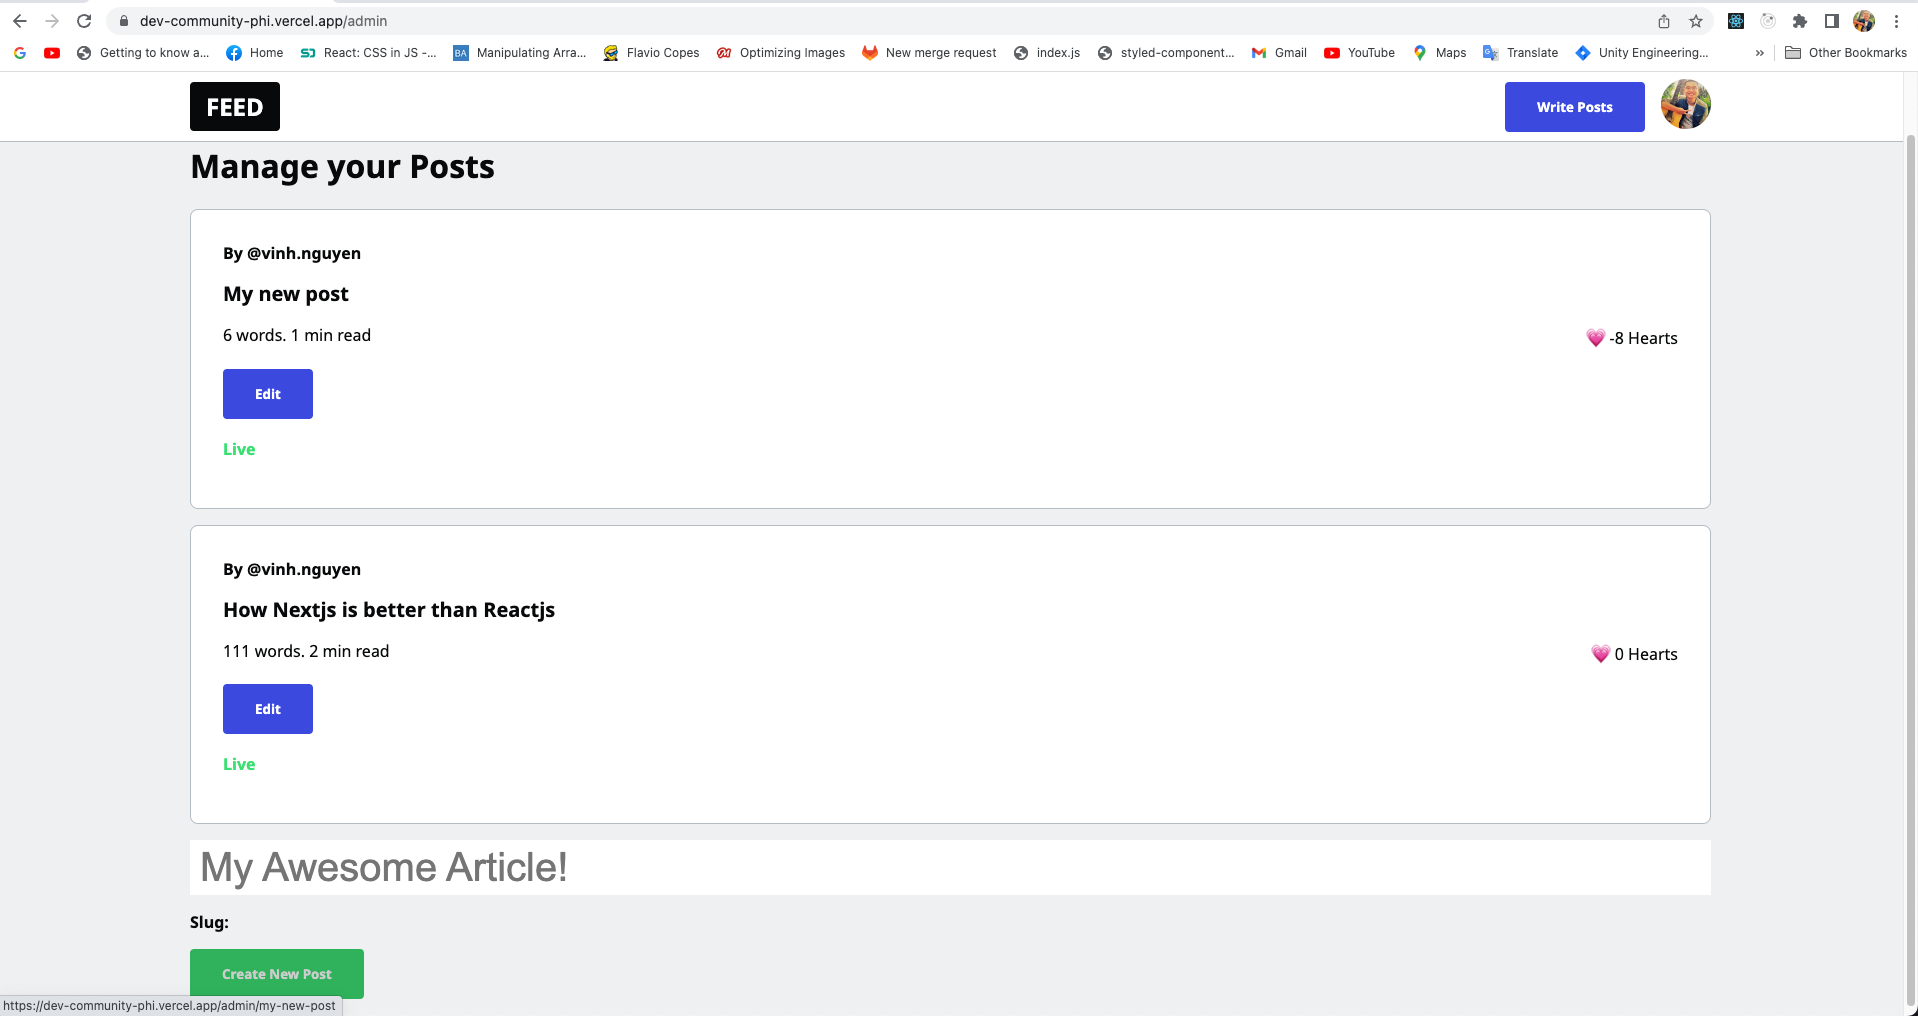 dev-community-phi.vercel.app/admin
Getting to know a... Home React: CSS in JS -... BA Manipulating Arra... Flavio Copes Optimizing Images New merge request index.js styled-component... Gmail YouTube Maps Translate Unity Engineering... » Other Bookmarks
FEED Write Posts
Manage your Posts
By @vinh.nguyen
My new post
6 words. 1 min read 💗 -8 Hearts
Edit
Live
By @vinh.nguyen
How Nextjs is better than Reactjs
111 words. 2 min read 💗 0 Hearts
Edit
Live
My Awesome Article!
Slug:
Create New Post
https://dev-community-phi.vercel.app/admin/my-new-post